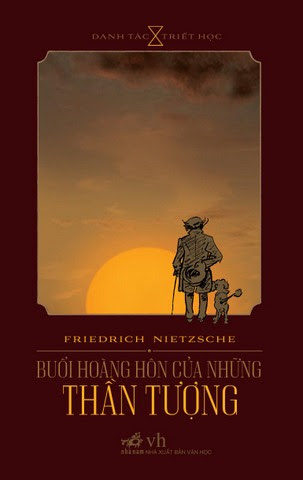 DANH TÁC TRIẾT HỌC
FRIEDRICH NIETZSCHE
BUỔI HOÀNG HÔN CỦA NHỮNG
THẦN TƯỢNG
nhã nam
vh
NHÀ XUẤT BẢN VĂN HỌC